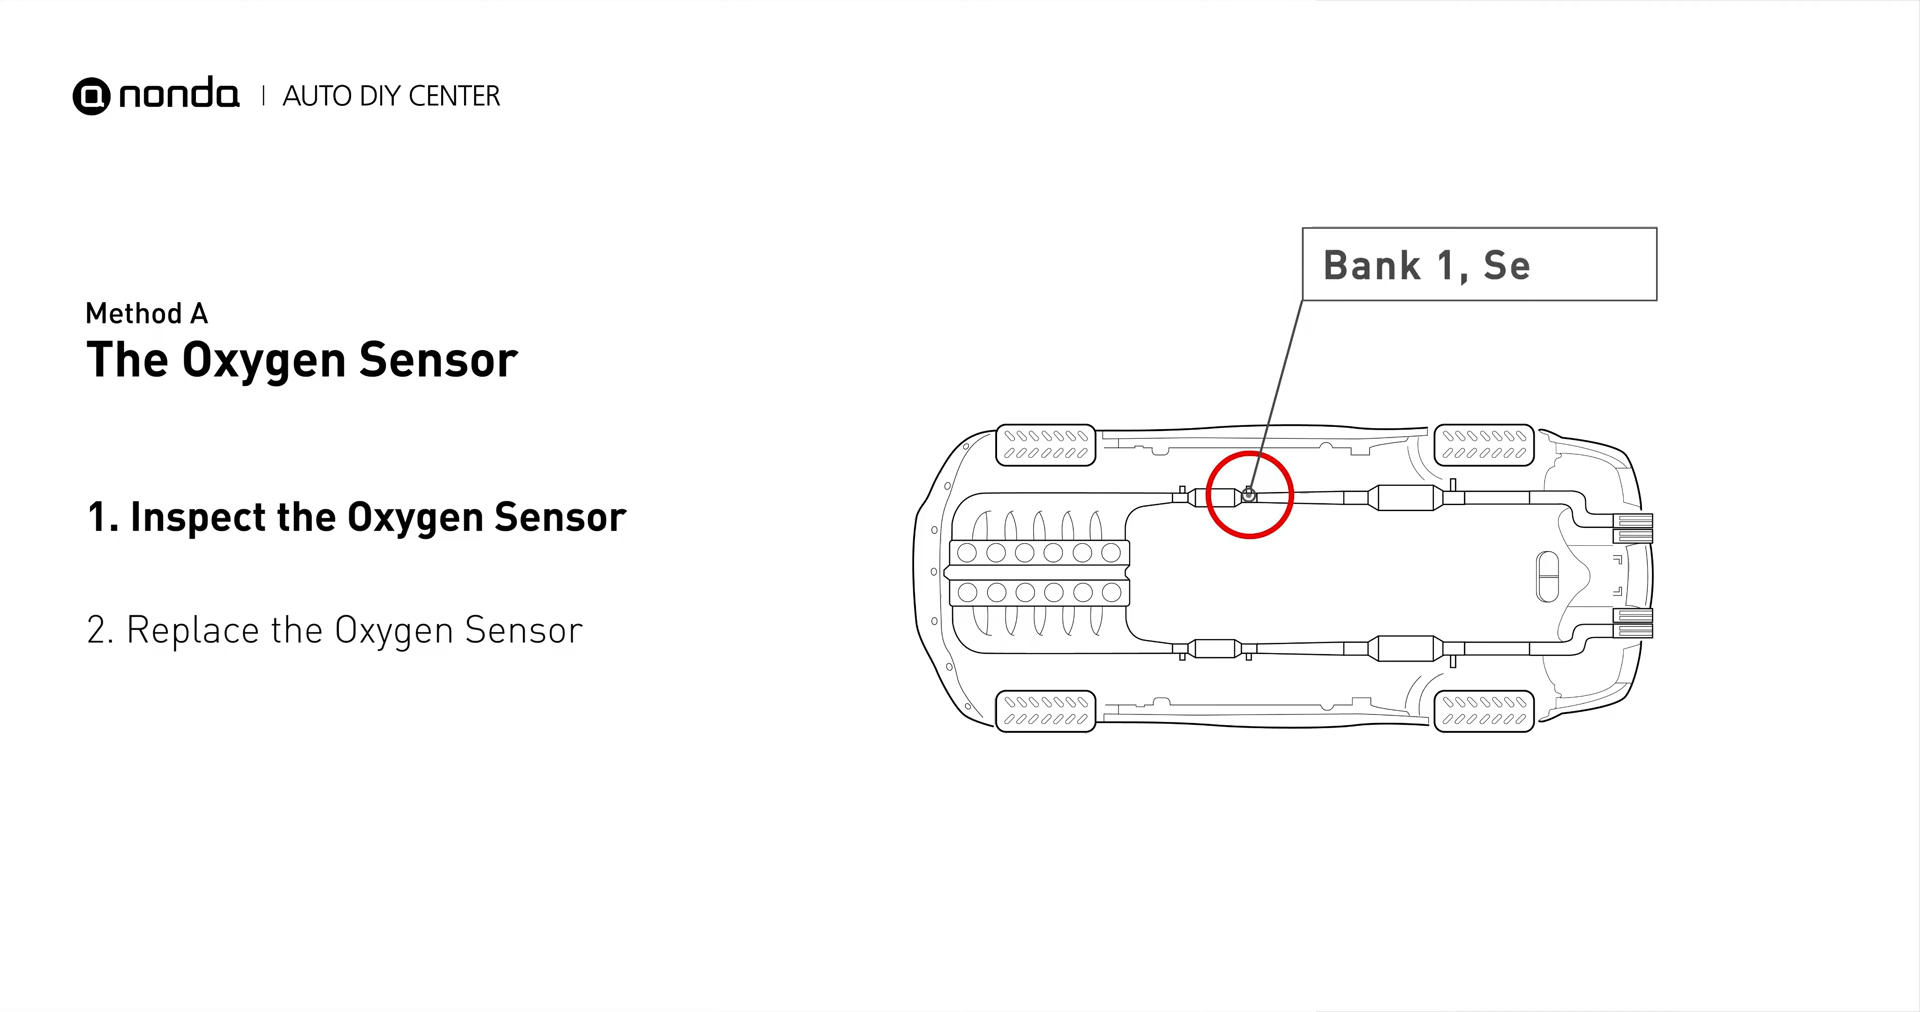 nonda | AUTO DIY CENTER
Bank 1, Se
Method A
The Oxygen Sensor
1. Inspect the Oxygen Sensor
2. Replace the Oxygen Sensor